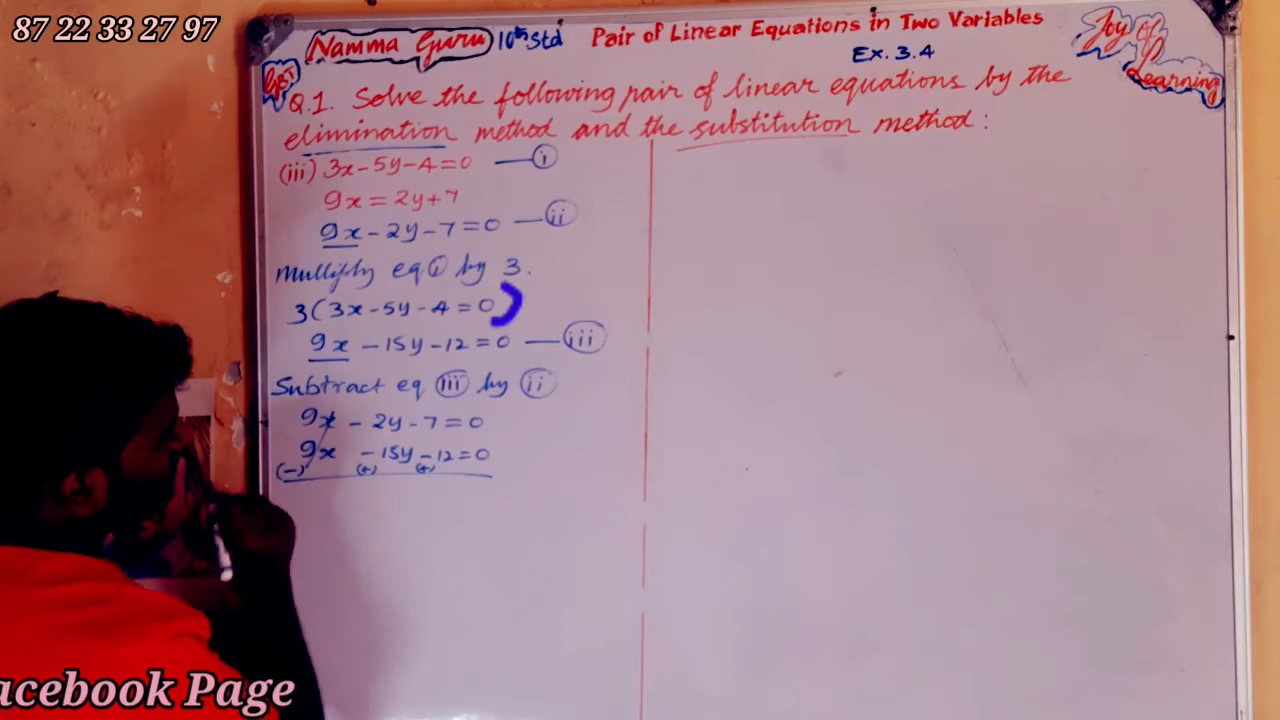 87 22 33 27 97
Namma Guru 10th Std Pair of Linear Equations in Two Variables
Ex. 3.4
Joy Of Learning
Q.1. Solve the following pair of linear equations by the
elimination method and the substitution method :
(iii) 3x - 5y - 4 = 0 — (i)
9x = 2y + 7
9x - 2y - 7 = 0 — (ii)
Multiply eq (i) by 3.
3(3x - 5y - 4 = 0)
9x - 15y - 12 = 0 — (iii)
Subtract eq (iii) by (ii)
9x - 2y - 7 = 0
9x - 15y - 12 = 0
(-) (+) (+)
acebook Page